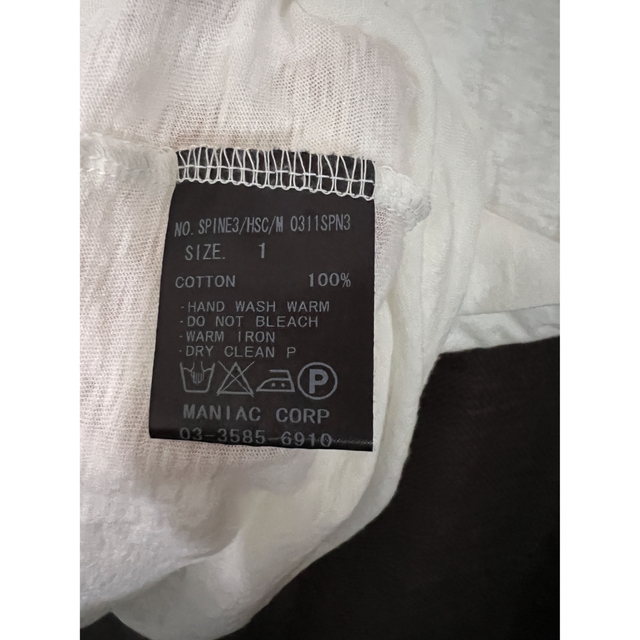 NO. SPINE3/HSC/M 0311SPN3
SIZE. 1
COTTON 100%
・HAND WASH WARM
・DO NOT BLEACH
・WARM IRON
・DRY CLEAN P
P
MANIAC CORP
03-3585-6910